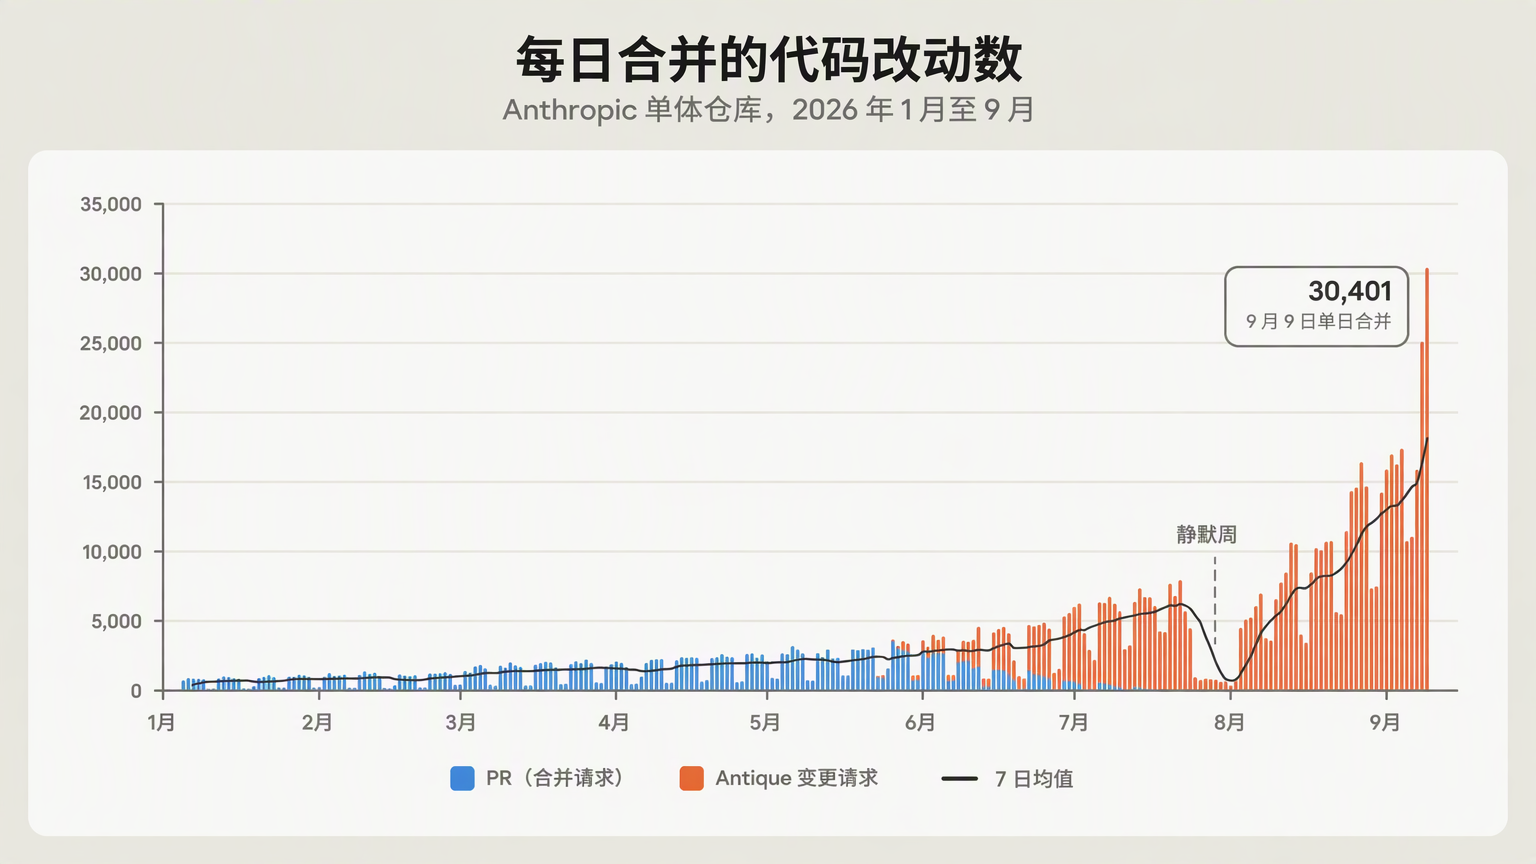 每日合并的代码改动数
Anthropic 单体仓库，2026 年 1 月至 9 月
35,000
30,000
25,000
20,000
15,000
10,000
5,000
0
30,401
9 月 9 日单日合并
静默周
1月 2月 3月 4月 5月 6月 7月 8月 9月
PR（合并请求） Antique 变更请求 7 日均值